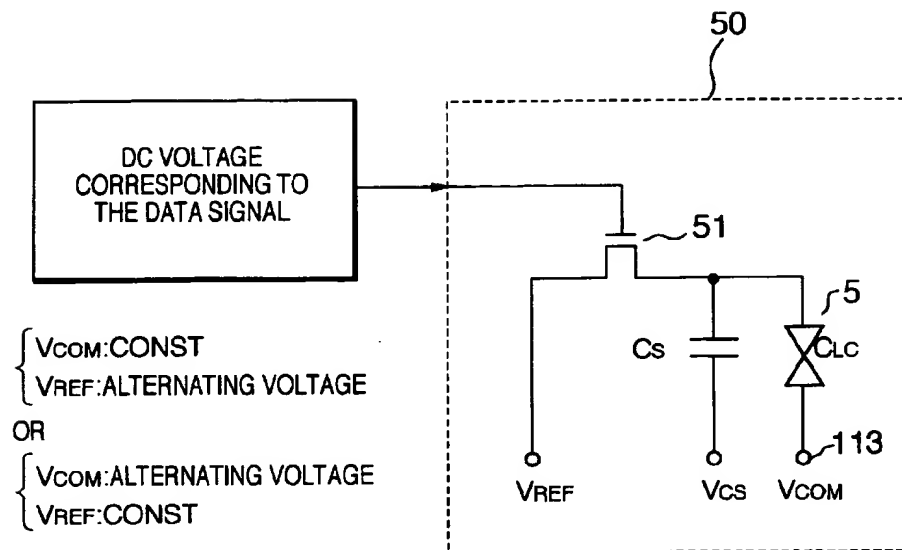 50
DC VOLTAGE
CORRESPONDING TO
THE DATA SIGNAL
51
5
Cs
CLC
VCOM:CONST
VREF:ALTERNATING VOLTAGE
OR
VCOM:ALTERNATING VOLTAGE
VREF:CONST
113
VREF
VCS
VCOM